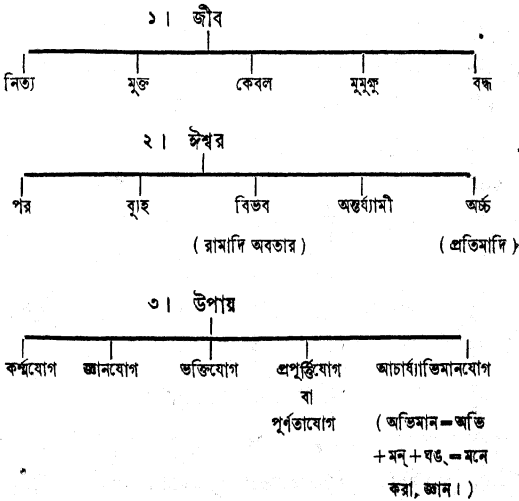 ১। জীব
নিত্য মুক্ত কেবল মুমুক্ষু বদ্ধ
২। ঈশ্বর
পর ব্যূহ বিভব অন্তর্য্যামী অর্চ্চ
( রামাদি অবতার ) ( প্রতিমাদি )
৩। উপায়
কর্ম্মযোগ জ্ঞানযোগ ভক্তিযোগ প্রপূর্ত্তিযোগ আচার্য্যাভিমানযোগ
বা
পূর্ণতাযোগ ( অভিমান=অভি
+মন্+ঘঙ্=মনে
করা, জ্ঞান। )